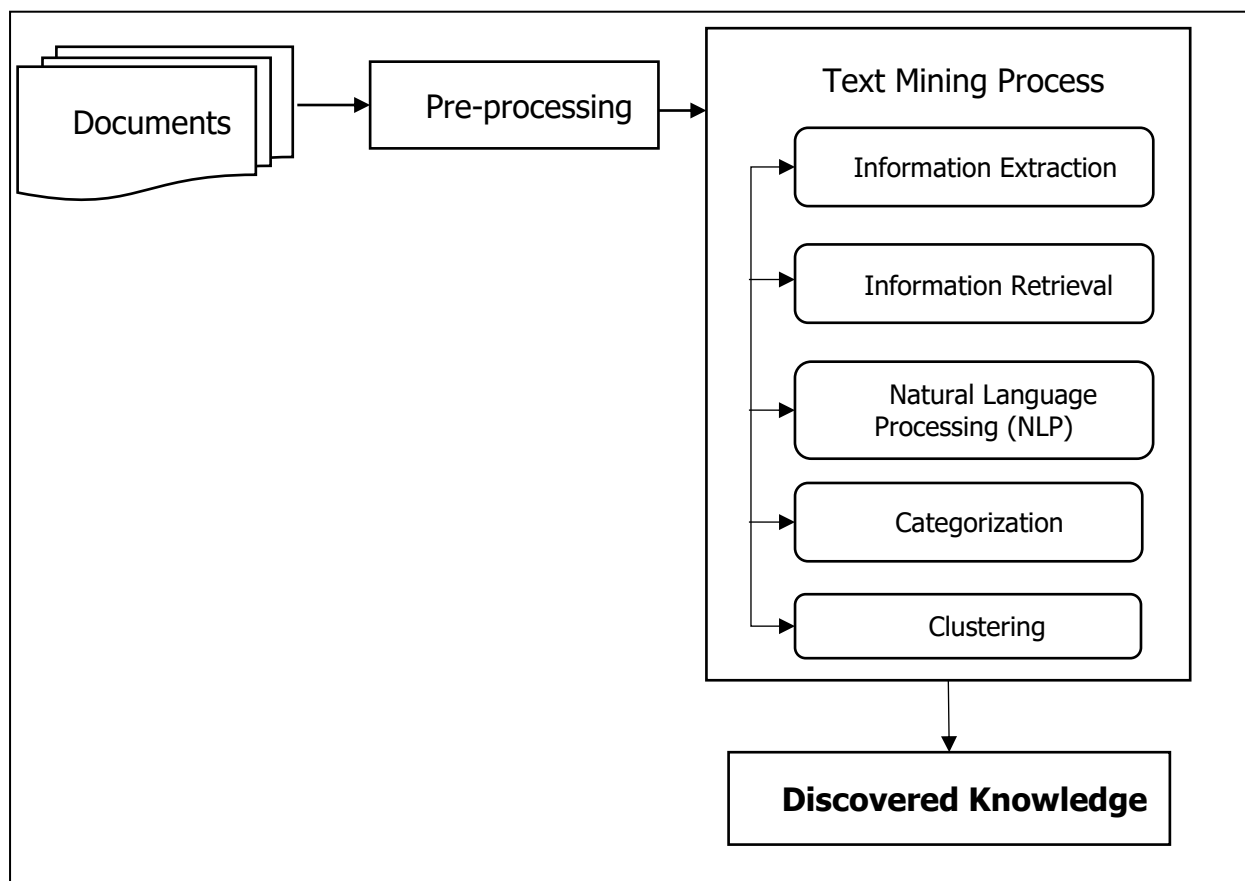 Documents
Pre-processing
Text Mining Process
Information Extraction
Information Retrieval
Natural Language
Processing (NLP)
Categorization
Clustering
Discovered Knowledge